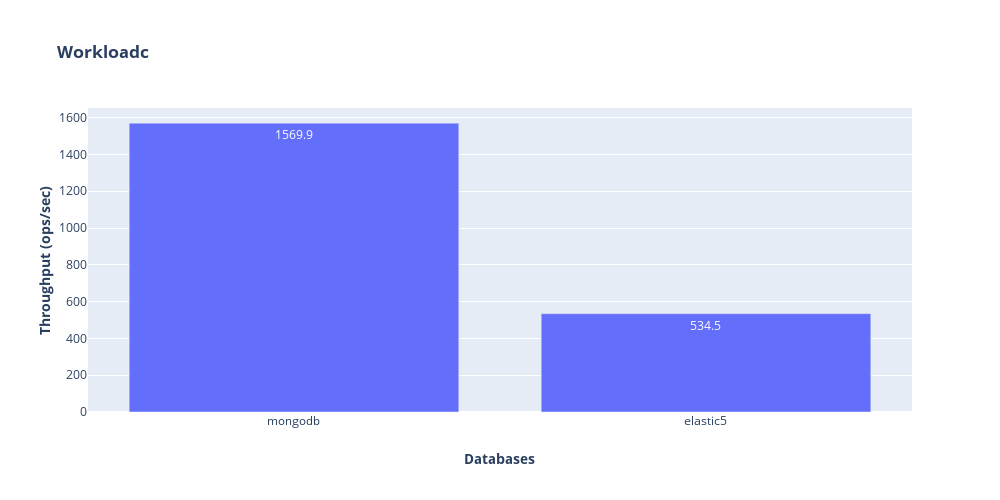 Workloadc
Throughput (ops/sec)
1600
1400
1200
1000
800
600
400
200
0
1569.9
534.5
mongodb
elastic5
Databases